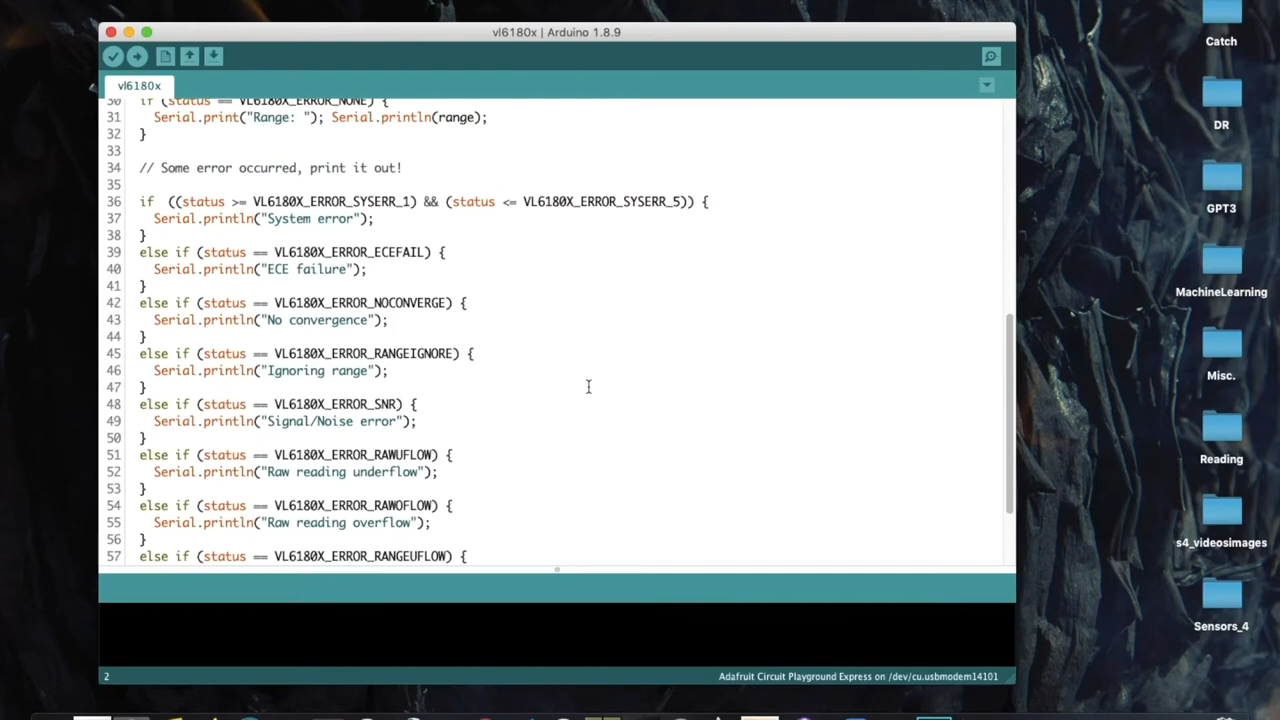 vl6180x | Arduino 1.8.9
vl6180x
30 if (status == VL6180X_ERROR_NONE) {
31 Serial.print("Range: "); Serial.println(range);
32 }
33
34 // Some error occurred, print it out!
35
36 if  ((status >= VL6180X_ERROR_SYSERR_1) && (status <= VL6180X_ERROR_SYSERR_5)) {
37 Serial.println("System error");
38 }
39 else if (status == VL6180X_ERROR_ECEFAIL) {
40 Serial.println("ECE failure");
41 }
42 else if (status == VL6180X_ERROR_NOCONVERGE) {
43 Serial.println("No convergence");
44 }
45 else if (status == VL6180X_ERROR_RANGEIGNORE) {
46 Serial.println("Ignoring range");
47 }
48 else if (status == VL6180X_ERROR_SNR) {
49 Serial.println("Signal/Noise error");
50 }
51 else if (status == VL6180X_ERROR_RAWUFLOW) {
52 Serial.println("Raw reading underflow");
53 }
54 else if (status == VL6180X_ERROR_RAWOFLOW) {
55 Serial.println("Raw reading overflow");
56 }
57 else if (status == VL6180X_ERROR_RANGEUFLOW) {
2
Adafruit Circuit Playground Express on /dev/cu.usbmodem14101
Catch
DR
GPT3
MachineLearning
Misc.
Reading
s4_videosimages
Sensors_4